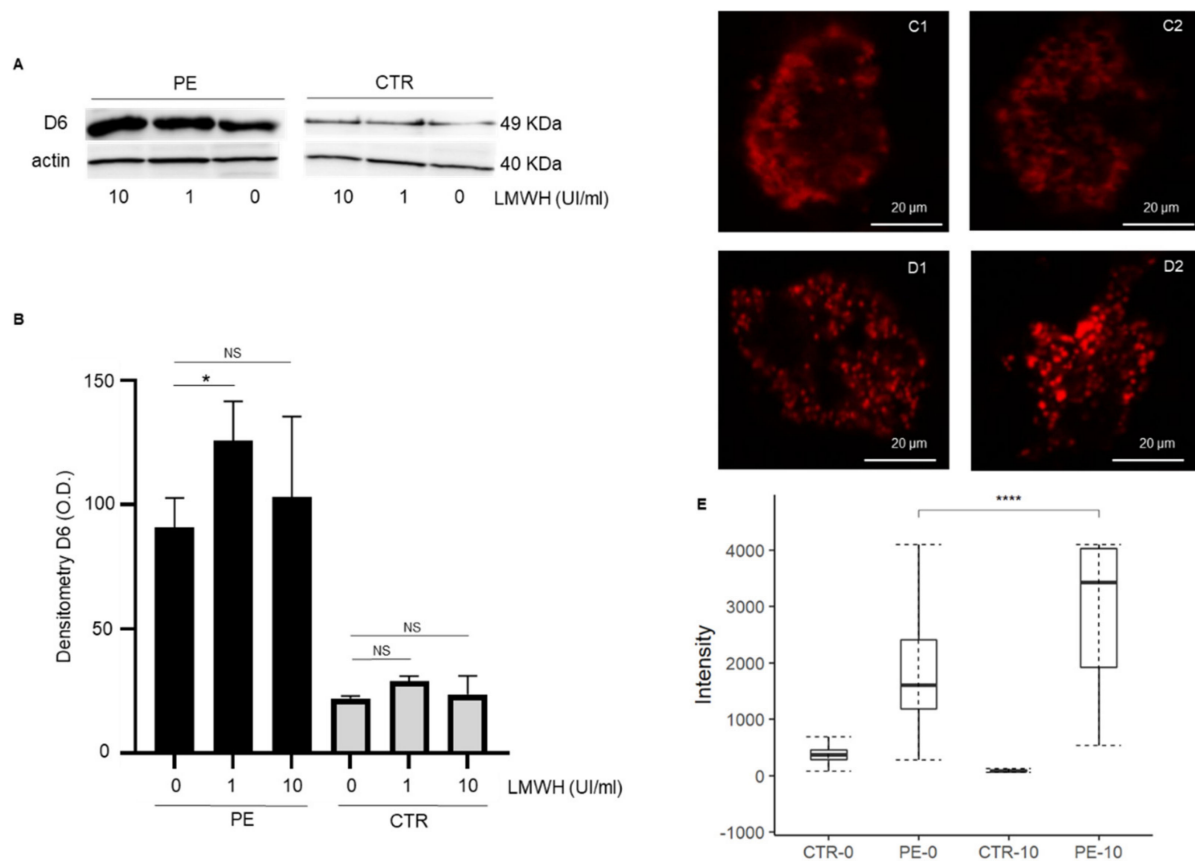 A
PE CTR
D6 49 KDa
actin 40 KDa
10 1 0 10 1 0 LMWH (UI/ml)
B
NS
*
150
100
50
0
Densitometry D6 (O.D.)
NS
NS
0 1 10 0 1 10 LMWH (UI/ml)
PE CTR
C1
20 µm
C2
20 µm
D1
20 µm
D2
20 µm
E
****
4000
3000
2000
1000
0
-1000
Intensity
CTR-0 PE-0 CTR-10 PE-10